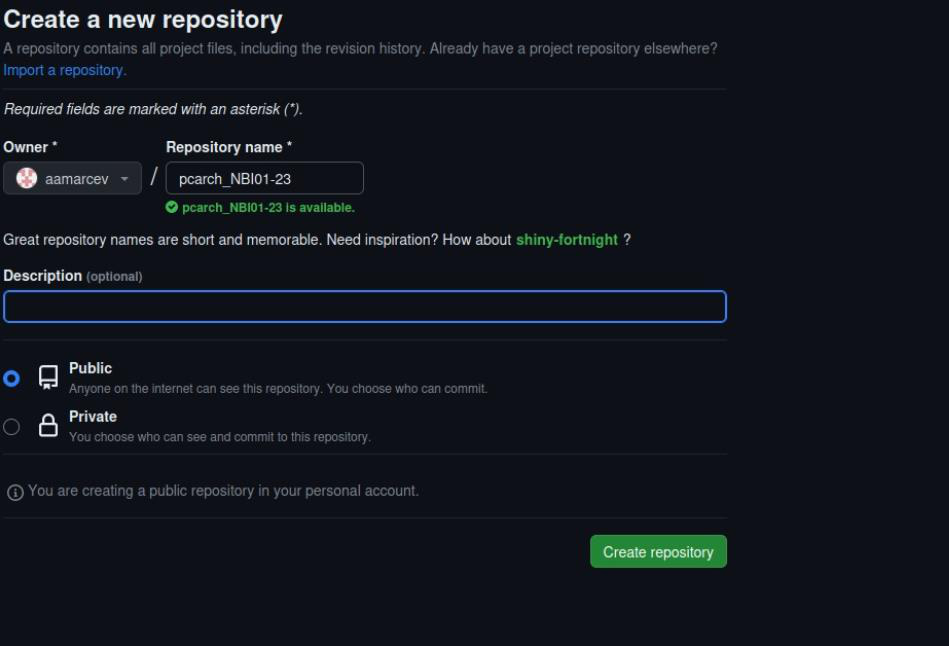 Create a new repository
A repository contains all project files, including the revision history. Already have a project repository elsewhere?
Import a repository.
Required fields are marked with an asterisk (*).
Owner * Repository name *
aamarcev / pcarch_NBI01-23
pcarch_NBI01-23 is available.
Great repository names are short and memorable. Need inspiration? How about shiny-fortnight ?
Description (optional)
Public
Anyone on the internet can see this repository. You choose who can commit.
Private
You choose who can see and commit to this repository.
You are creating a public repository in your personal account.
Create repository